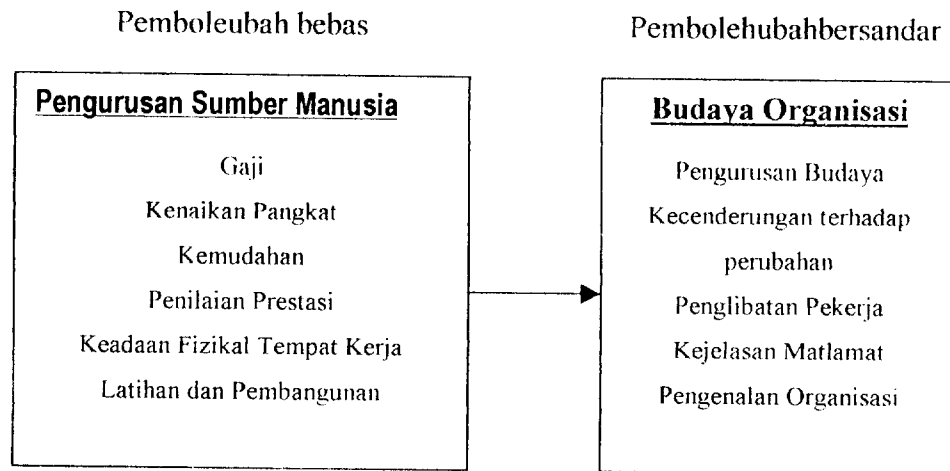 Pemboleubah bebas
Pembolehubahbersandar
Pengurusan Sumber Manusia
Gaji
Kenaikan Pangkat
Kemudahan
Penilaian Prestasi
Keadaan Fizikal Tempat Kerja
Latihan dan Pembangunan
Budaya Organisasi
Pengurusan Budaya
Kecenderungan terhadap
perubahan
Penglibatan Pekerja
Kejelasan Matlamat
Pengenalan Organisasi